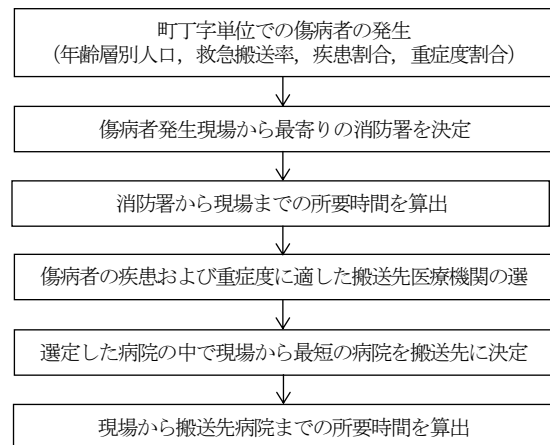 町丁字単位での傷病者の発生
（年齢層別人口，救急搬送率，疾患割合，重症度割合）
傷病者発生現場から最寄りの消防署を決定
消防署から現場までの所要時間を算出
傷病者の疾患および重症度に適した搬送先医療機関の選
選定した病院の中で現場から最短の病院を搬送先に決定
現場から搬送先病院までの所要時間を算出